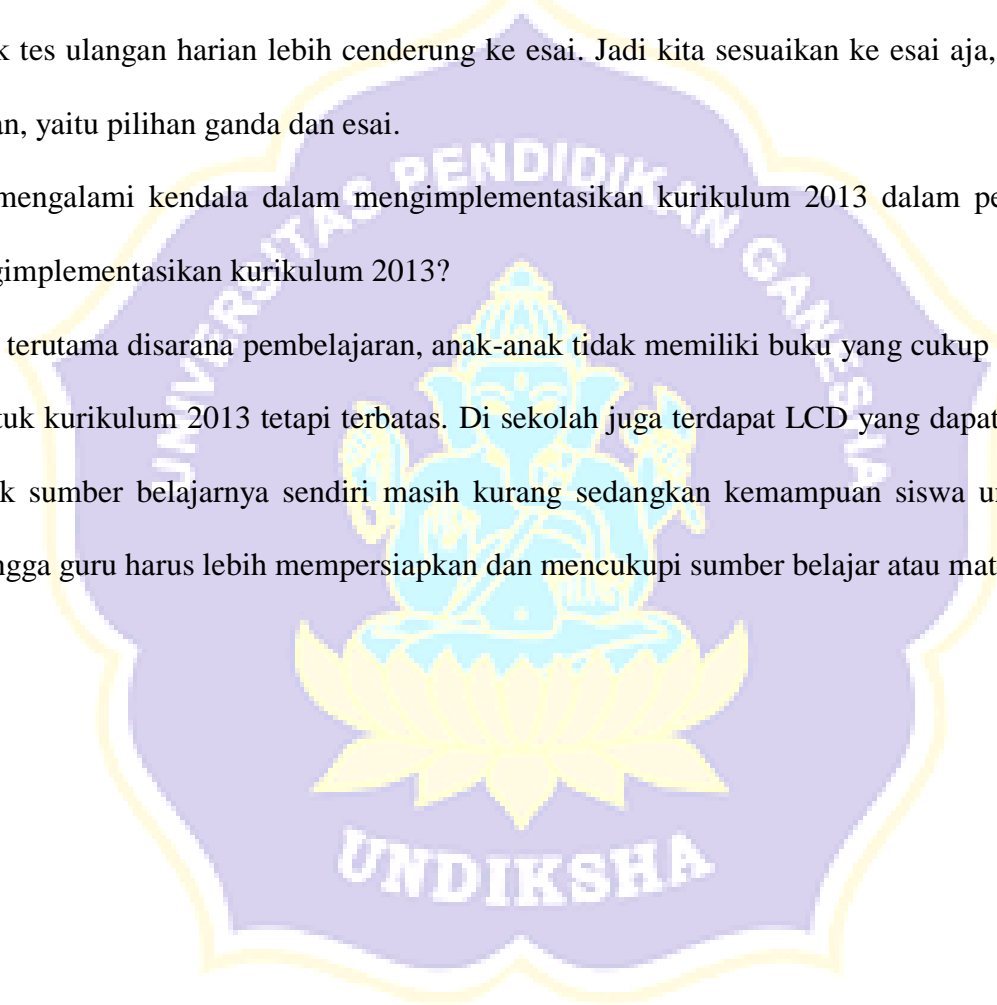 k tes ulangan harian lebih cenderung ke esai. Jadi kita sesuaikan ke esai aja,
an, yaitu pilihan ganda dan esai.
mengalami kendala dalam mengimplementasikan kurikulum 2013 dalam pe
gimplementasikan kurikulum 2013?
terutama disarana pembelajaran, anak-anak tidak memiliki buku yang cukup
tuk kurikulum 2013 tetapi terbatas. Di sekolah juga terdapat LCD yang dapat
k sumber belajarnya sendiri masih kurang sedangkan kemampuan siswa u
ngga guru harus lebih mempersiapkan dan mencukupi sumber belajar atau mat
UNIVERSITAS PENDIDIKAN GANESHA
UNDIKSHA